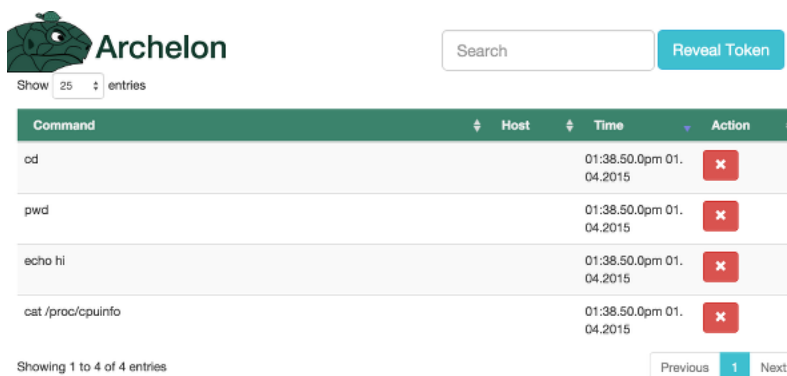 Archelon
Search
Reveal Token
Show 25 entries
Command Host Time Action
cd 01:38.50.0pm 01.
04.2015
pwd 01:38.50.0pm 01.
04.2015
echo hi 01:38.50.0pm 01.
04.2015
cat /proc/cpuinfo 01:38.50.0pm 01.
04.2015
Showing 1 to 4 of 4 entries
Previous 1 Next